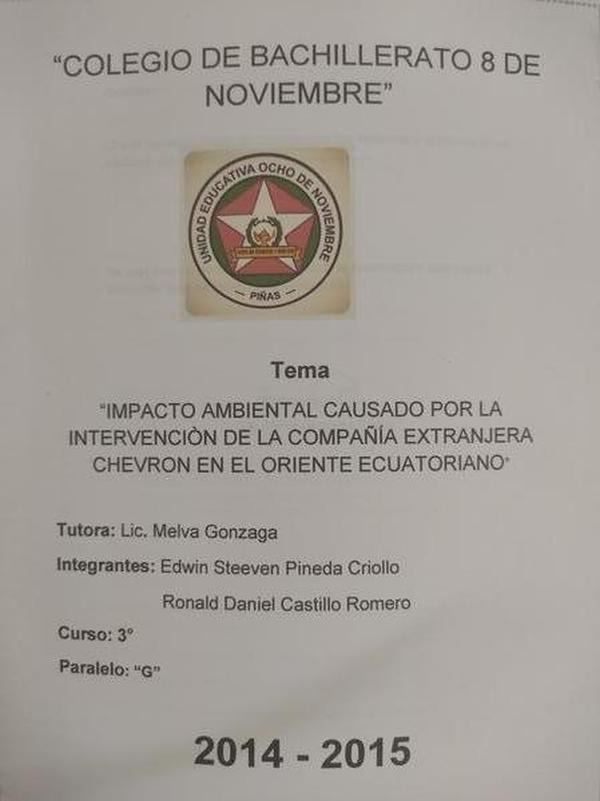 “COLEGIO DE BACHILLERATO 8 DE
NOVIEMBRE”
UNIDAD EDUCATIVA OCHO DE NOVIEMBRE
— PIÑAS —
Tema
“IMPACTO AMBIENTAL CAUSADO POR LA
INTERVENCIÒN DE LA COMPAÑÍA EXTRANJERA
CHEVRON EN EL ORIENTE ECUATORIANO”
Tutora: Lic. Melva Gonzaga
Integrantes: Edwin Steeven Pineda Criollo
Ronald Daniel Castillo Romero
Curso: 3°
Paralelo: “G”
2014 - 2015